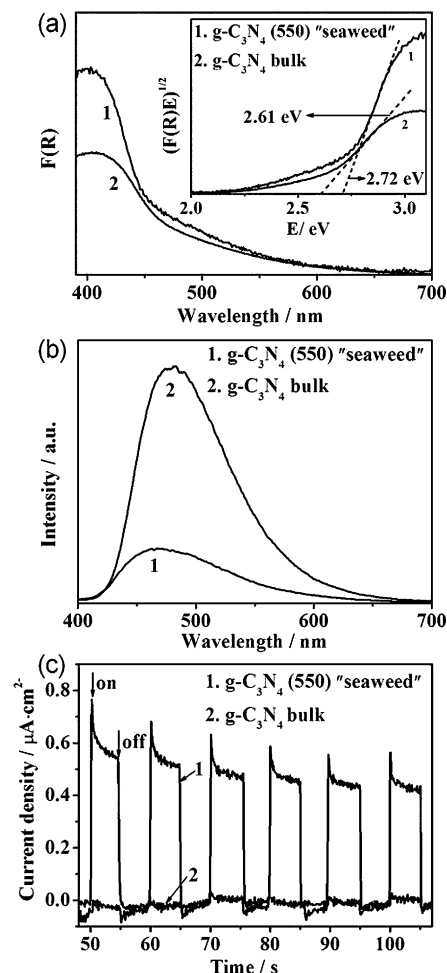 (a)
1. g-C₃N₄ (550) "seaweed"
2. g-C₃N₄ bulk
(F(R)E)^1/2
1
2
2.61 eV
2.72 eV
2.0 2.5 3.0
E/ eV
F(R)
1
2
400 500 600 700
Wavelength / nm
(b)
1. g-C₃N₄ (550) "seaweed"
2. g-C₃N₄ bulk
Intensity / a.u.
2
1
400 500 600 700
Wavelength / nm
(c)
1. g-C₃N₄ (550) "seaweed"
2. g-C₃N₄ bulk
Current density / μA·cm²⁻
0.8
0.6
0.4
0.2
0.0
on
off
1
2
50 60 70 80 90 100
Time / s